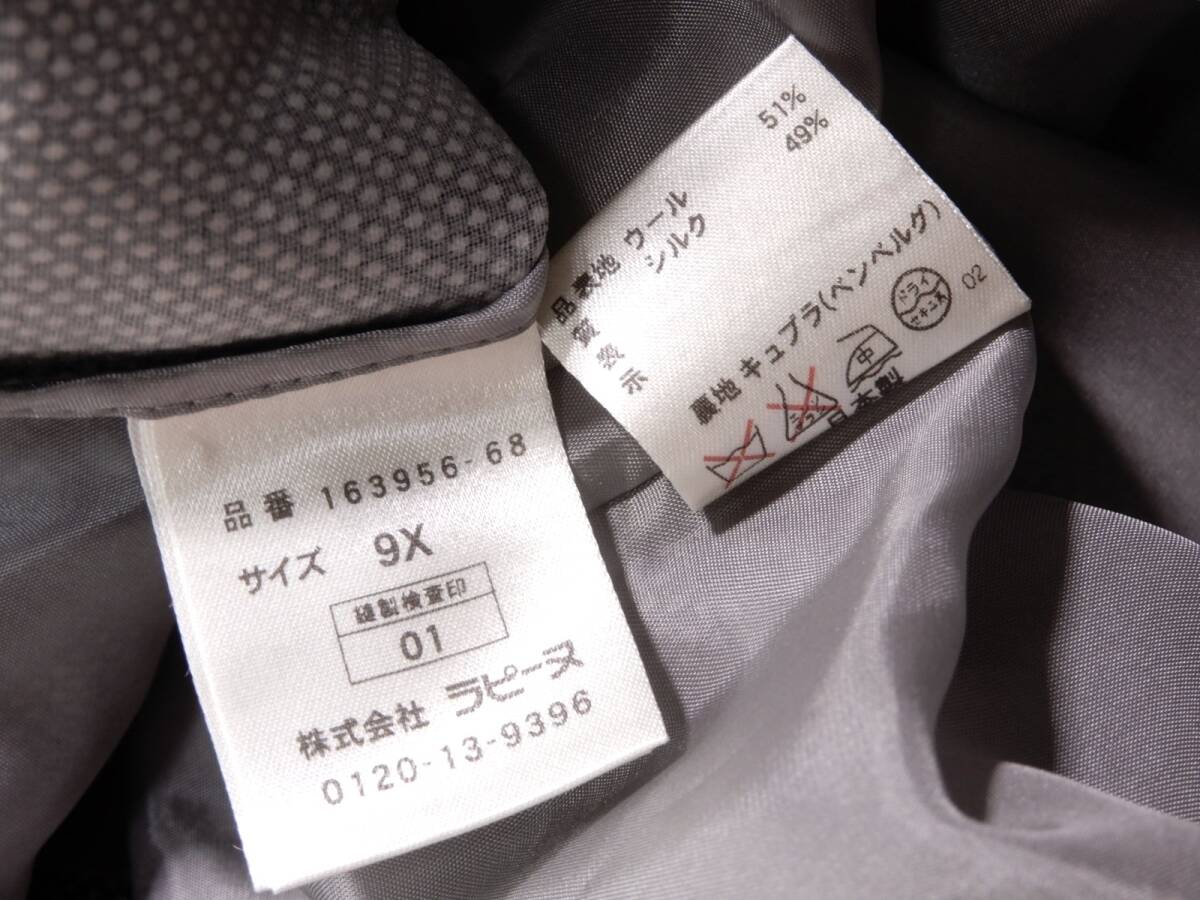 品番 163956-68
サイズ 9X
縫製検査印
01
株式会社 ラピーヌ
0120-13-9396
品質表示
表地 ウール 51%
シルク 49%
裏地 キュプラ(ベンベルグ)
エンソ
中
ドライ
セキユ系
02
日本製